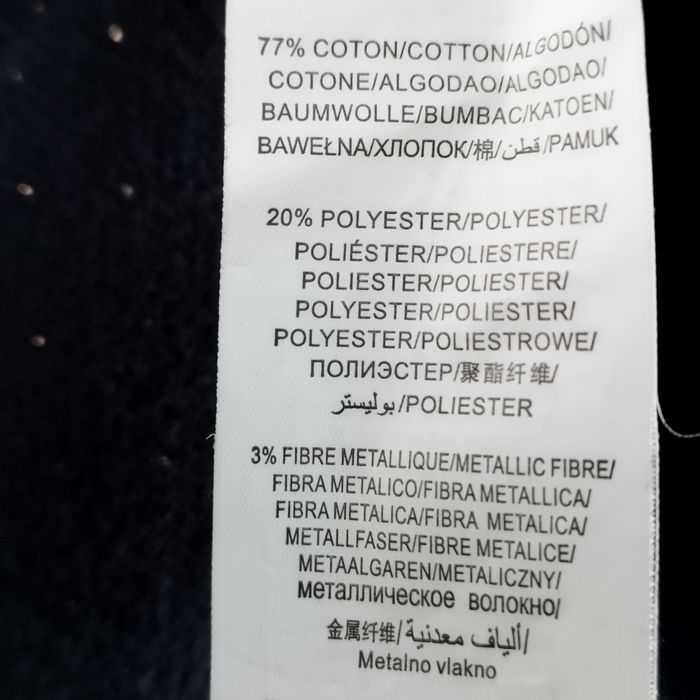 77% COTON/COTTON/ALGODÓN/
COTONE/ALGODAO/ALGODAO/
BAUMWOLLE/BUMBAC/KATOEN/
BAWEŁNA/ХЛОПОК/棉/قطن/PAMUK
20% POLYESTER/POLYESTER/
POLIÉSTER/POLIESTERE/
POLIESTER/POLIESTER/
POLYESTER/POLIESTER/
POLYESTER/POLIESTROWE/
ПОЛИЭСТЕР/聚酯纤维/
بوليستر/POLIESTER
3% FIBRE METALLIQUE/METALLIC FIBRE/
FIBRA METALICO/FIBRA METALLICA/
FIBRA METALICA/FIBRA METALICA/
METALLFASER/FIBRE METALICE/
METAALGAREN/METALICZNY/
металлическое волокно/
金属纤维/ألياف معدنية/
Metalno vlakno